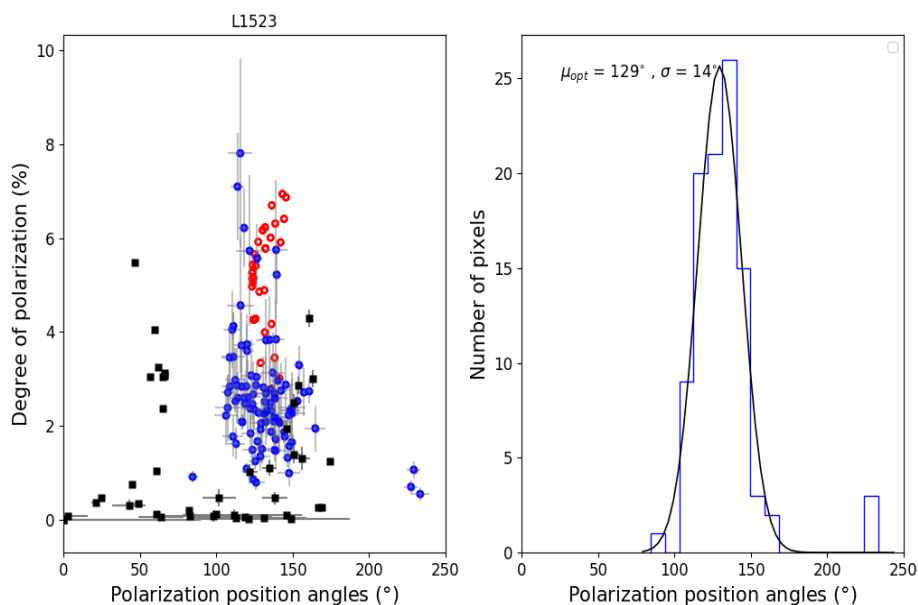 L1523
10
8
6
4
2
0
Degree of polarization (%)
0 50 100 150 200 250
Polarization position angles (°)
μopt = 129° , σ = 14°
25
20
15
10
5
0
Number of pixels
0 50 100 150 200 250
Polarization position angles (°)